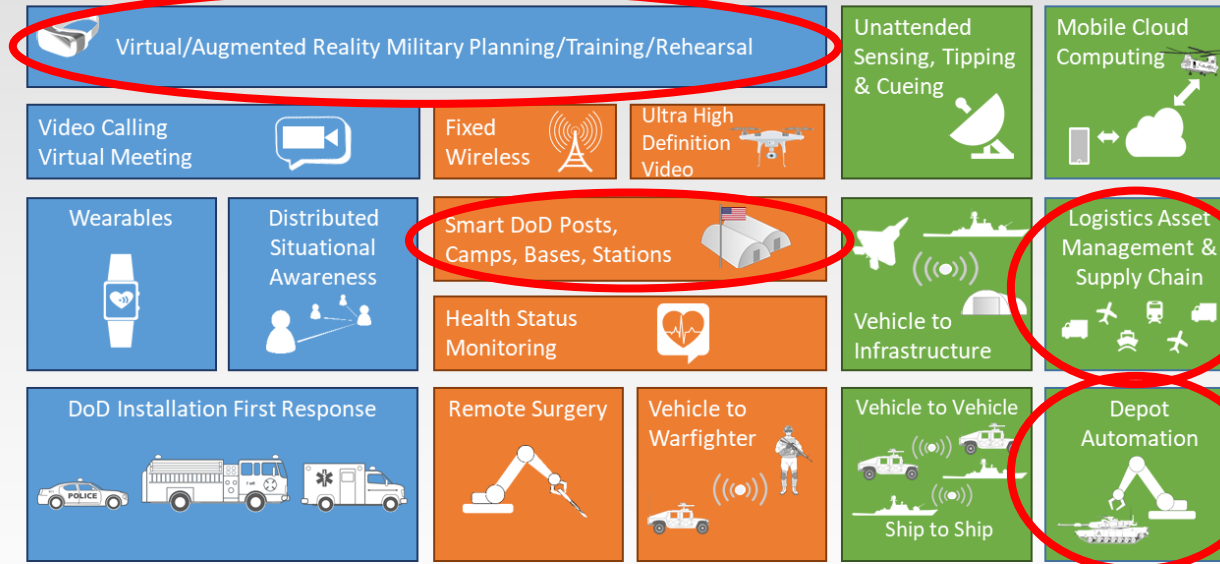 Virtual/Augmented Reality Military Planning/Training/Rehearsal
Unattended
Sensing, Tipping
& Cueing
Mobile Cloud
Computing
Video Calling
Virtual Meeting
Fixed
Wireless
Ultra High
Definition
Video
Wearables
Distributed
Situational
Awareness
Smart DoD Posts,
Camps, Bases, Stations
Health Status
Monitoring
Vehicle to
Infrastructure
Logistics Asset
Management &
Supply Chain
DoD Installation First Response
POLICE
Remote Surgery
Vehicle to
Warfighter
Vehicle to Vehicle
Ship to Ship
Depot
Automation